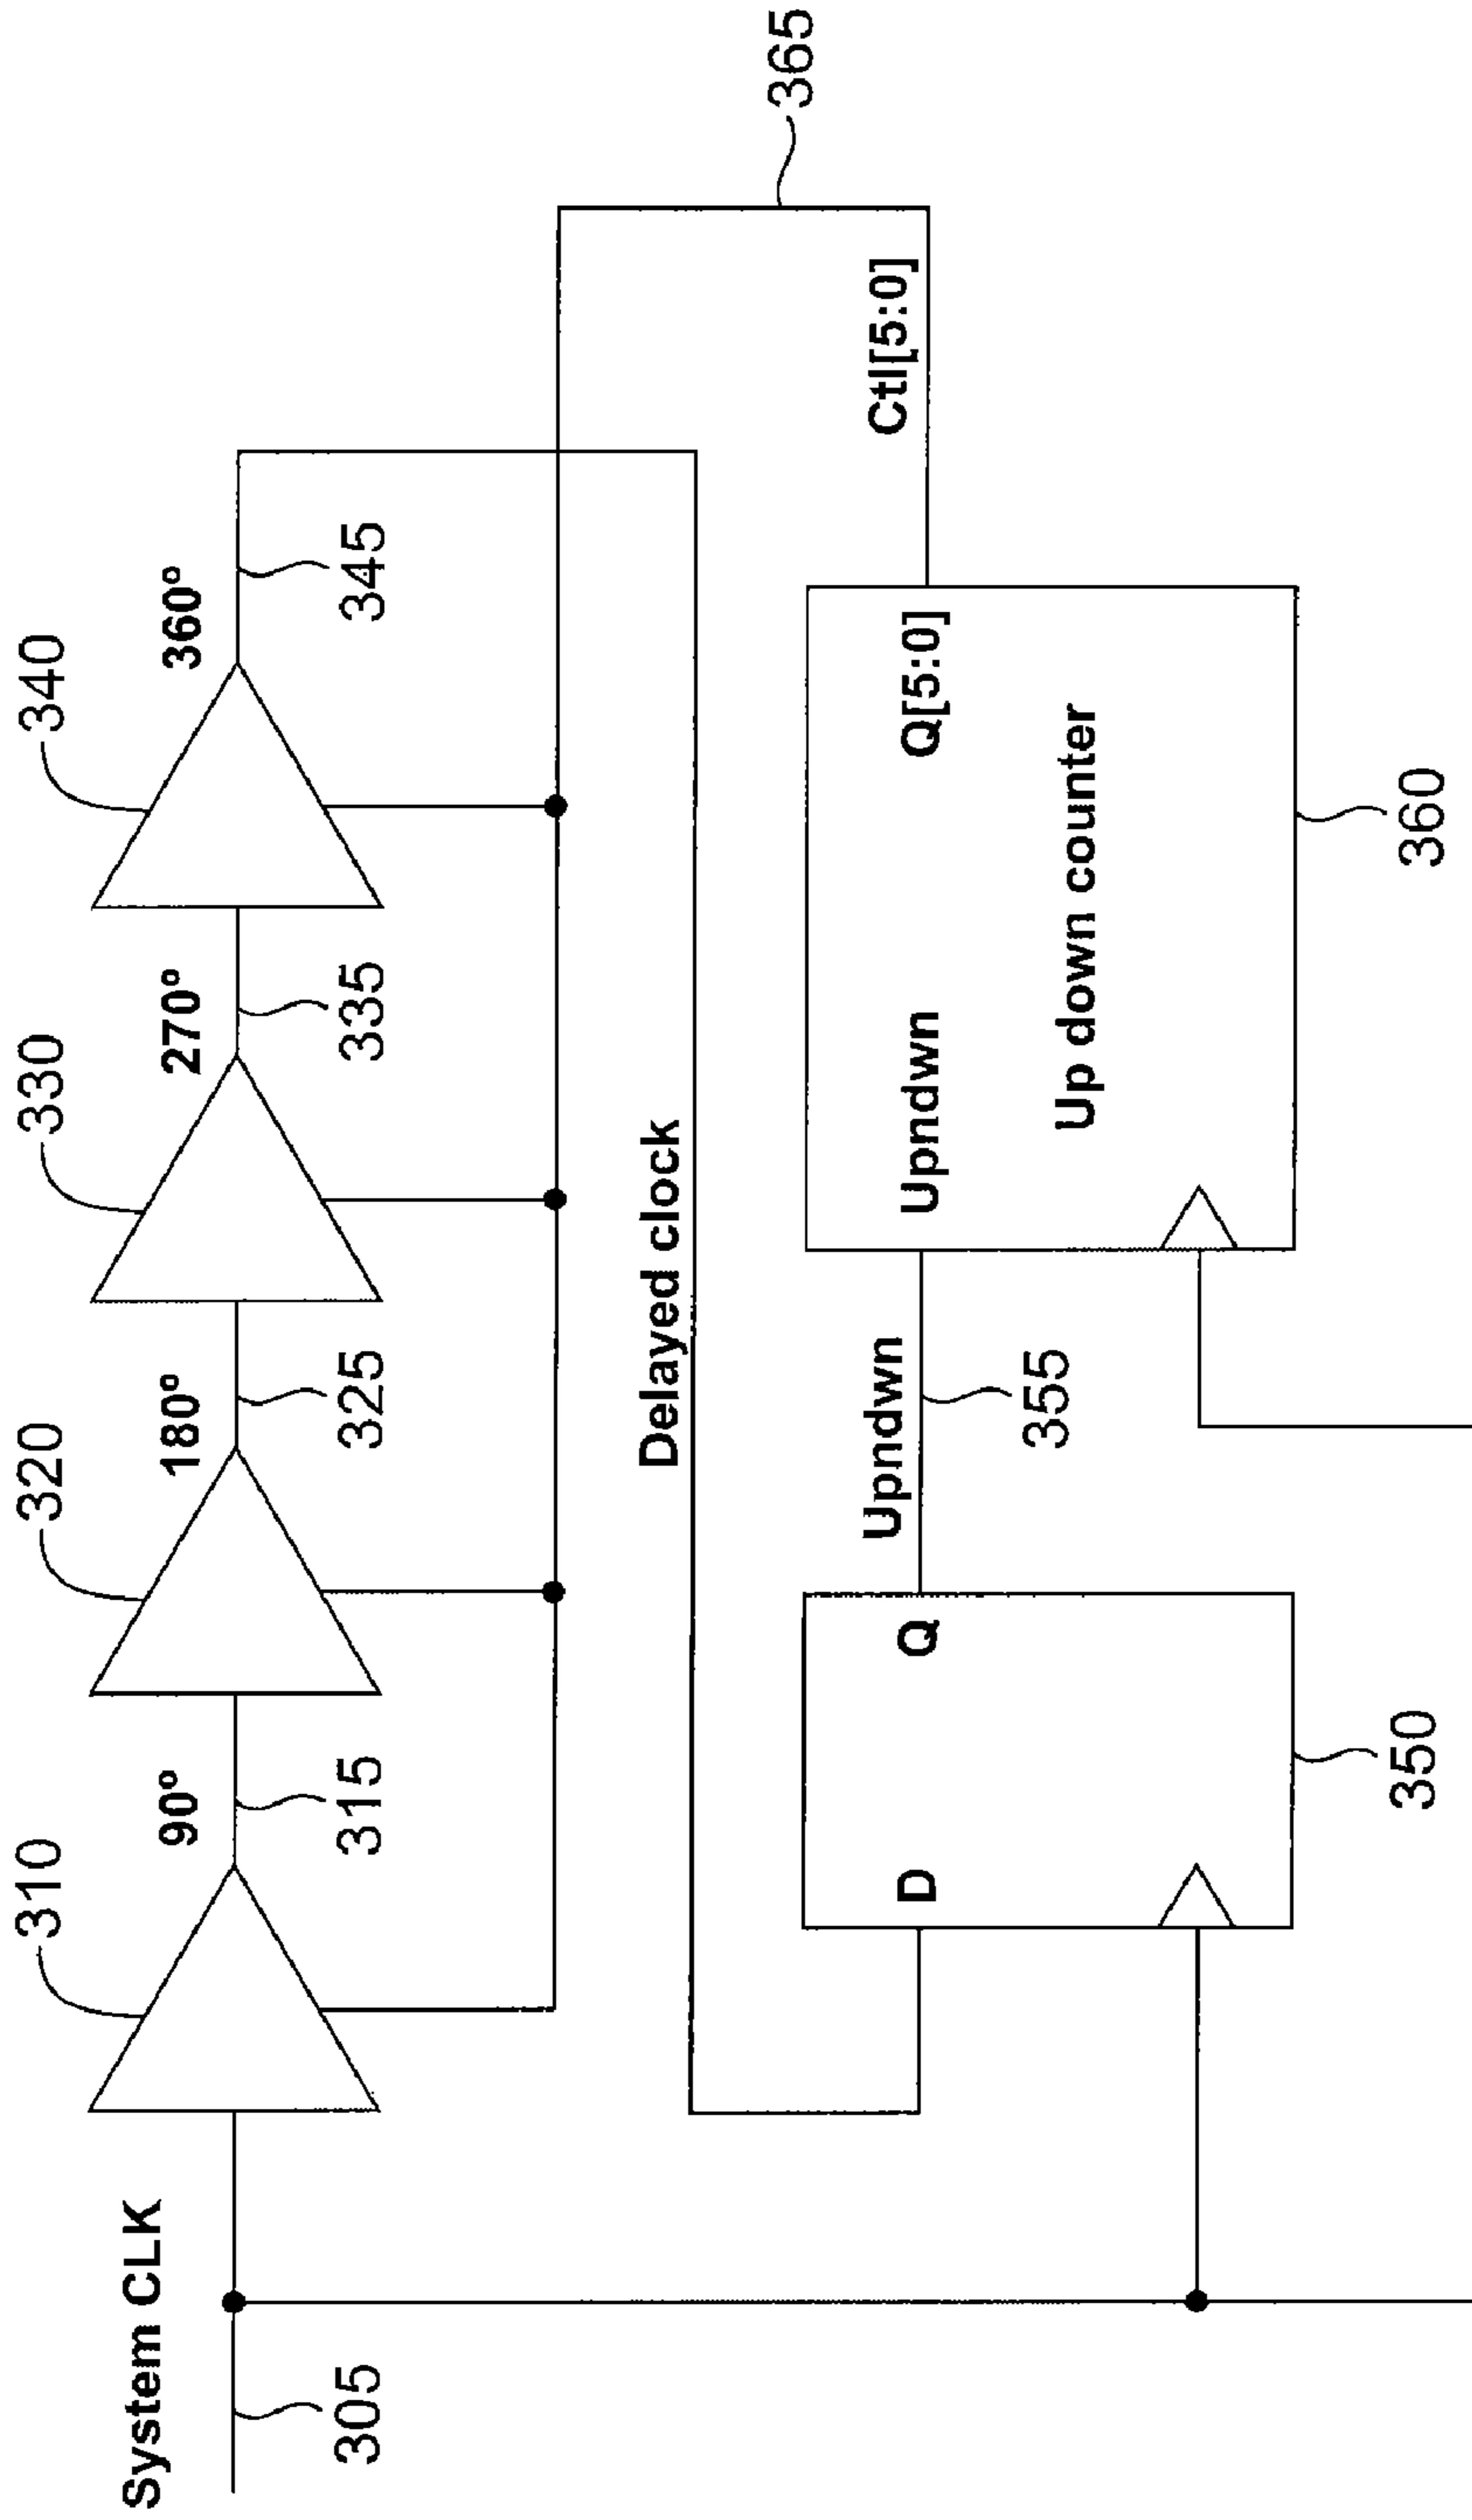 310
320
330
340
System CLK
90°
180°
270°
360°
305
315
325
335
345
Delayed clock
365
Upndwn
Ctl[5:0]
D
Q
Upndwn
Q[5:0]
355
Up down counter
350
360